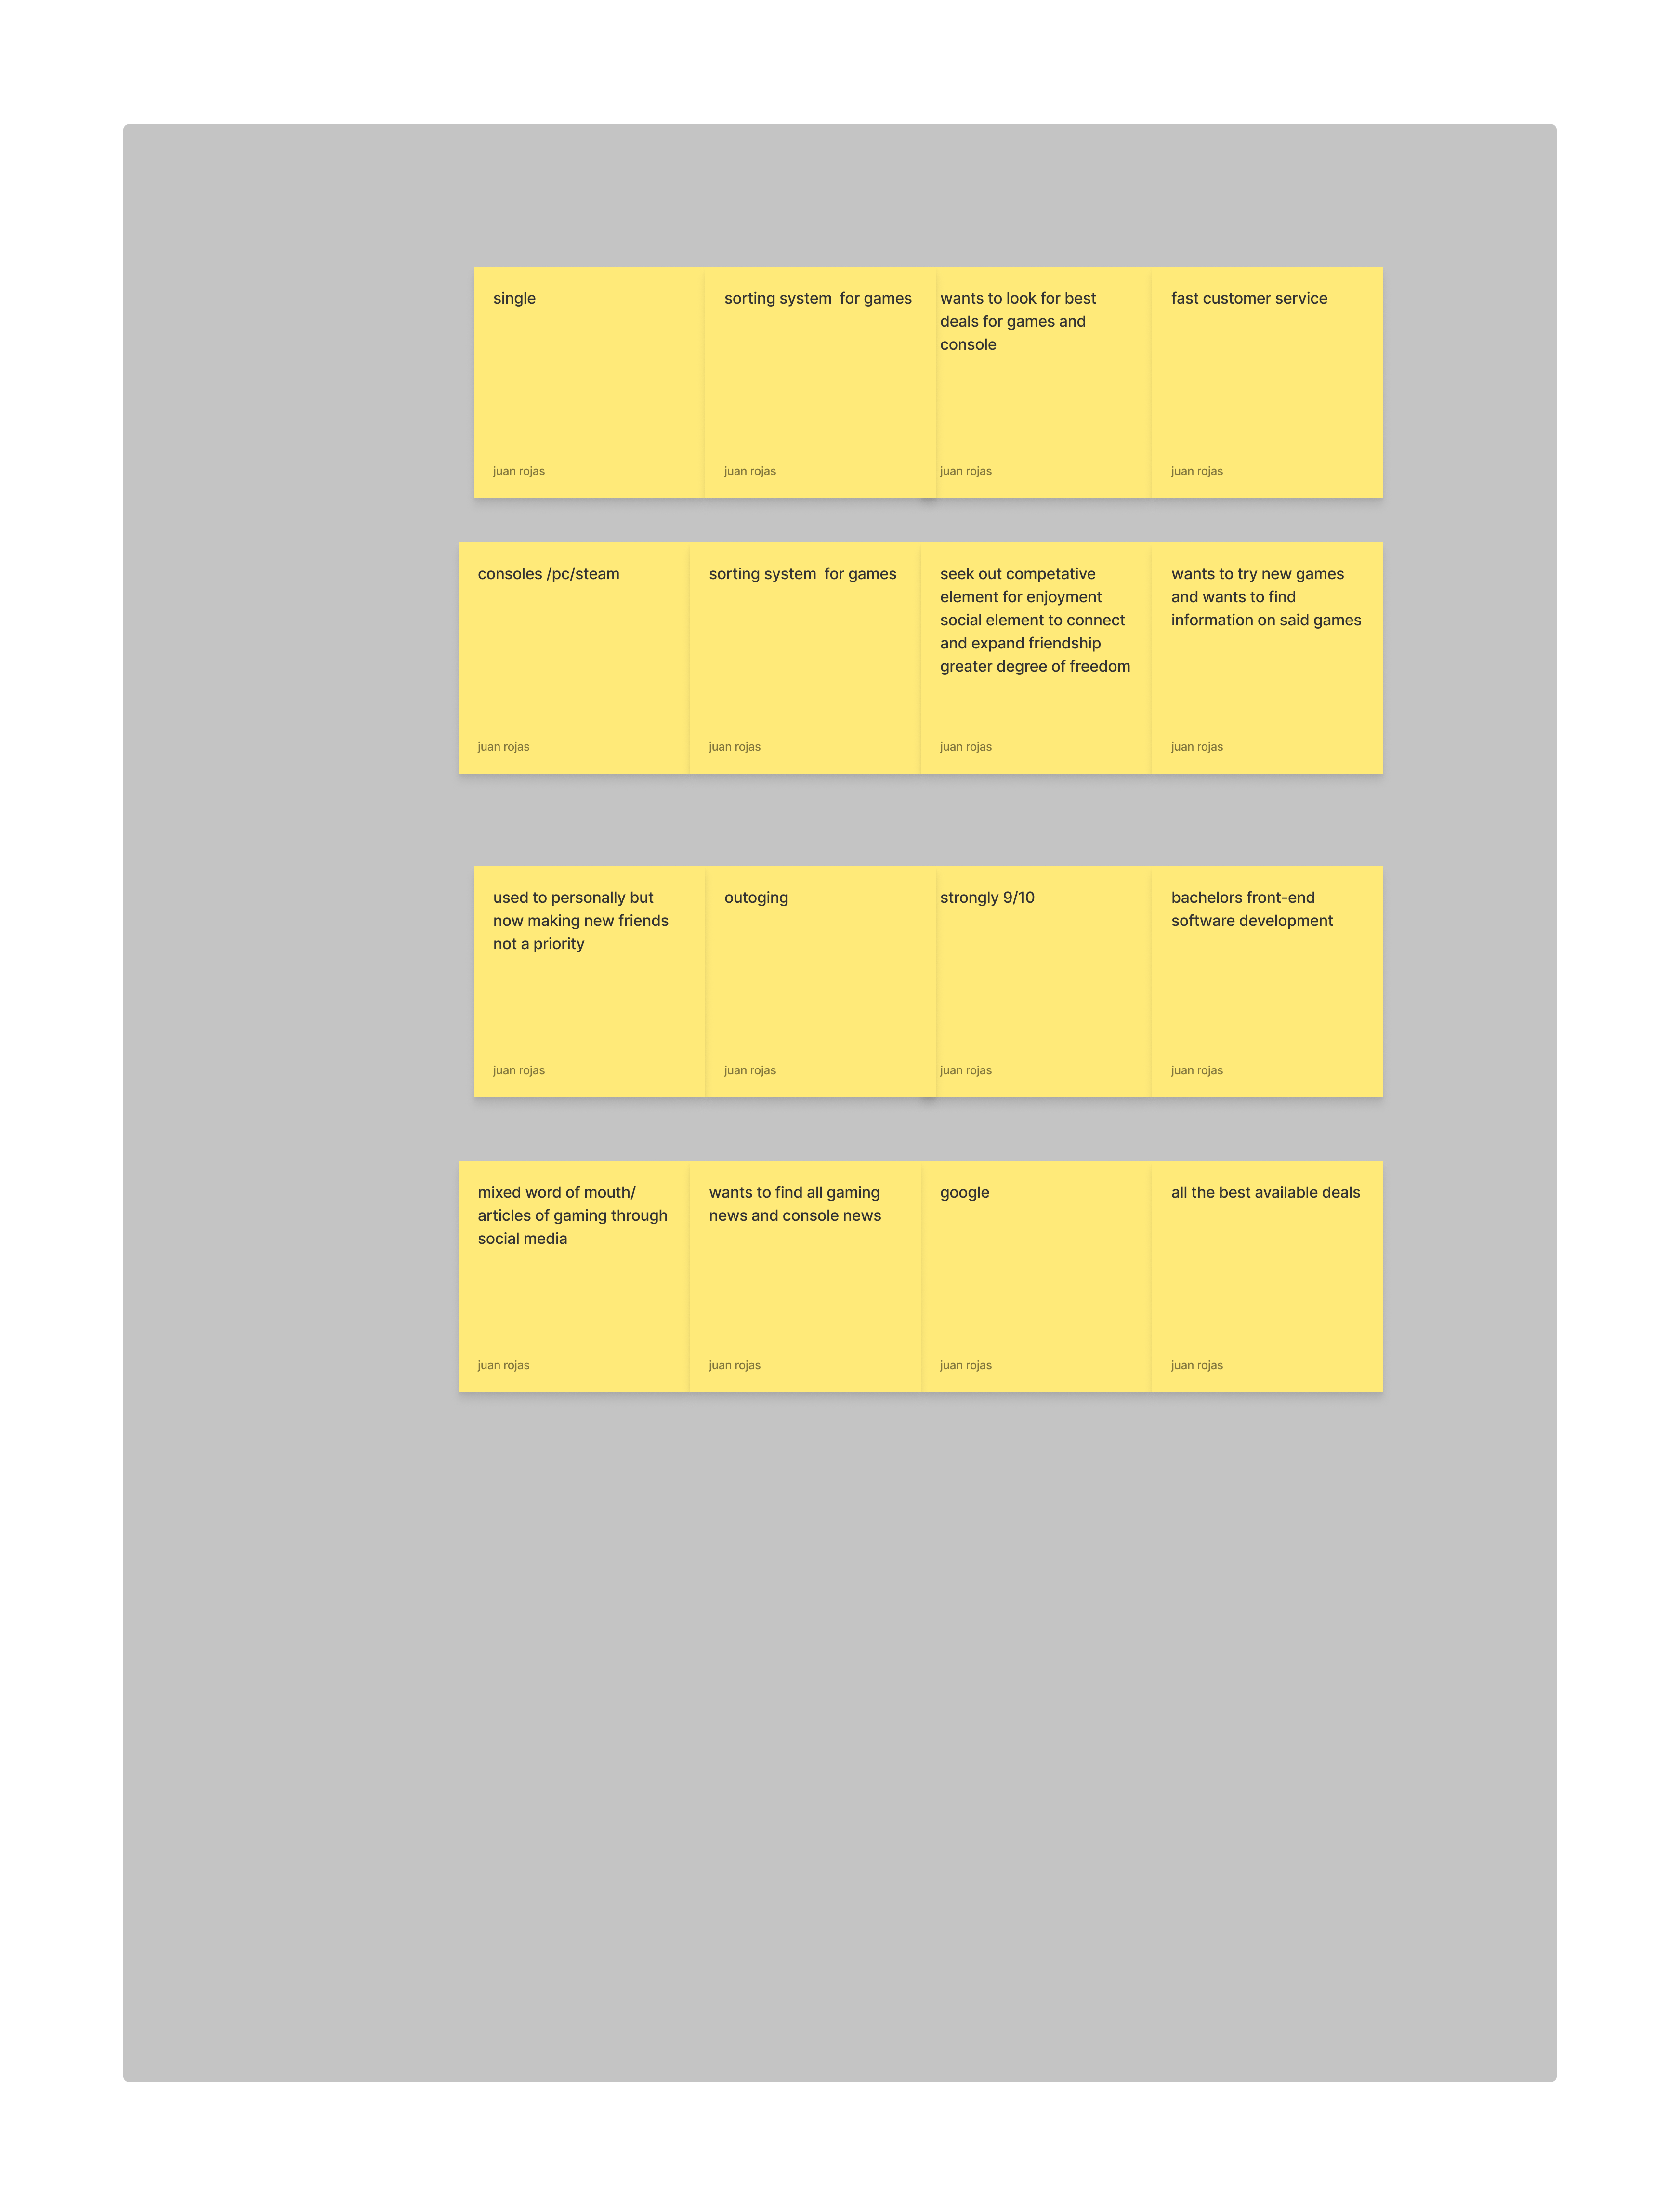 single
juan rojas
sorting system  for games
juan rojas
wants to look for best
deals for games and
console
juan rojas
fast customer service
juan rojas
consoles /pc/steam
juan rojas
sorting system  for games
juan rojas
seek out competative
element for enjoyment
social element to connect
and expand friendship
greater degree of freedom
juan rojas
wants to try new games
and wants to find
information on said games
juan rojas
used to personally but
now making new friends
not a priority
juan rojas
outoging
juan rojas
strongly 9/10
juan rojas
bachelors front-end
software development
juan rojas
mixed word of mouth/
articles of gaming through
social media
juan rojas
wants to find all gaming
news and console news
juan rojas
google
juan rojas
all the best available deals
juan rojas